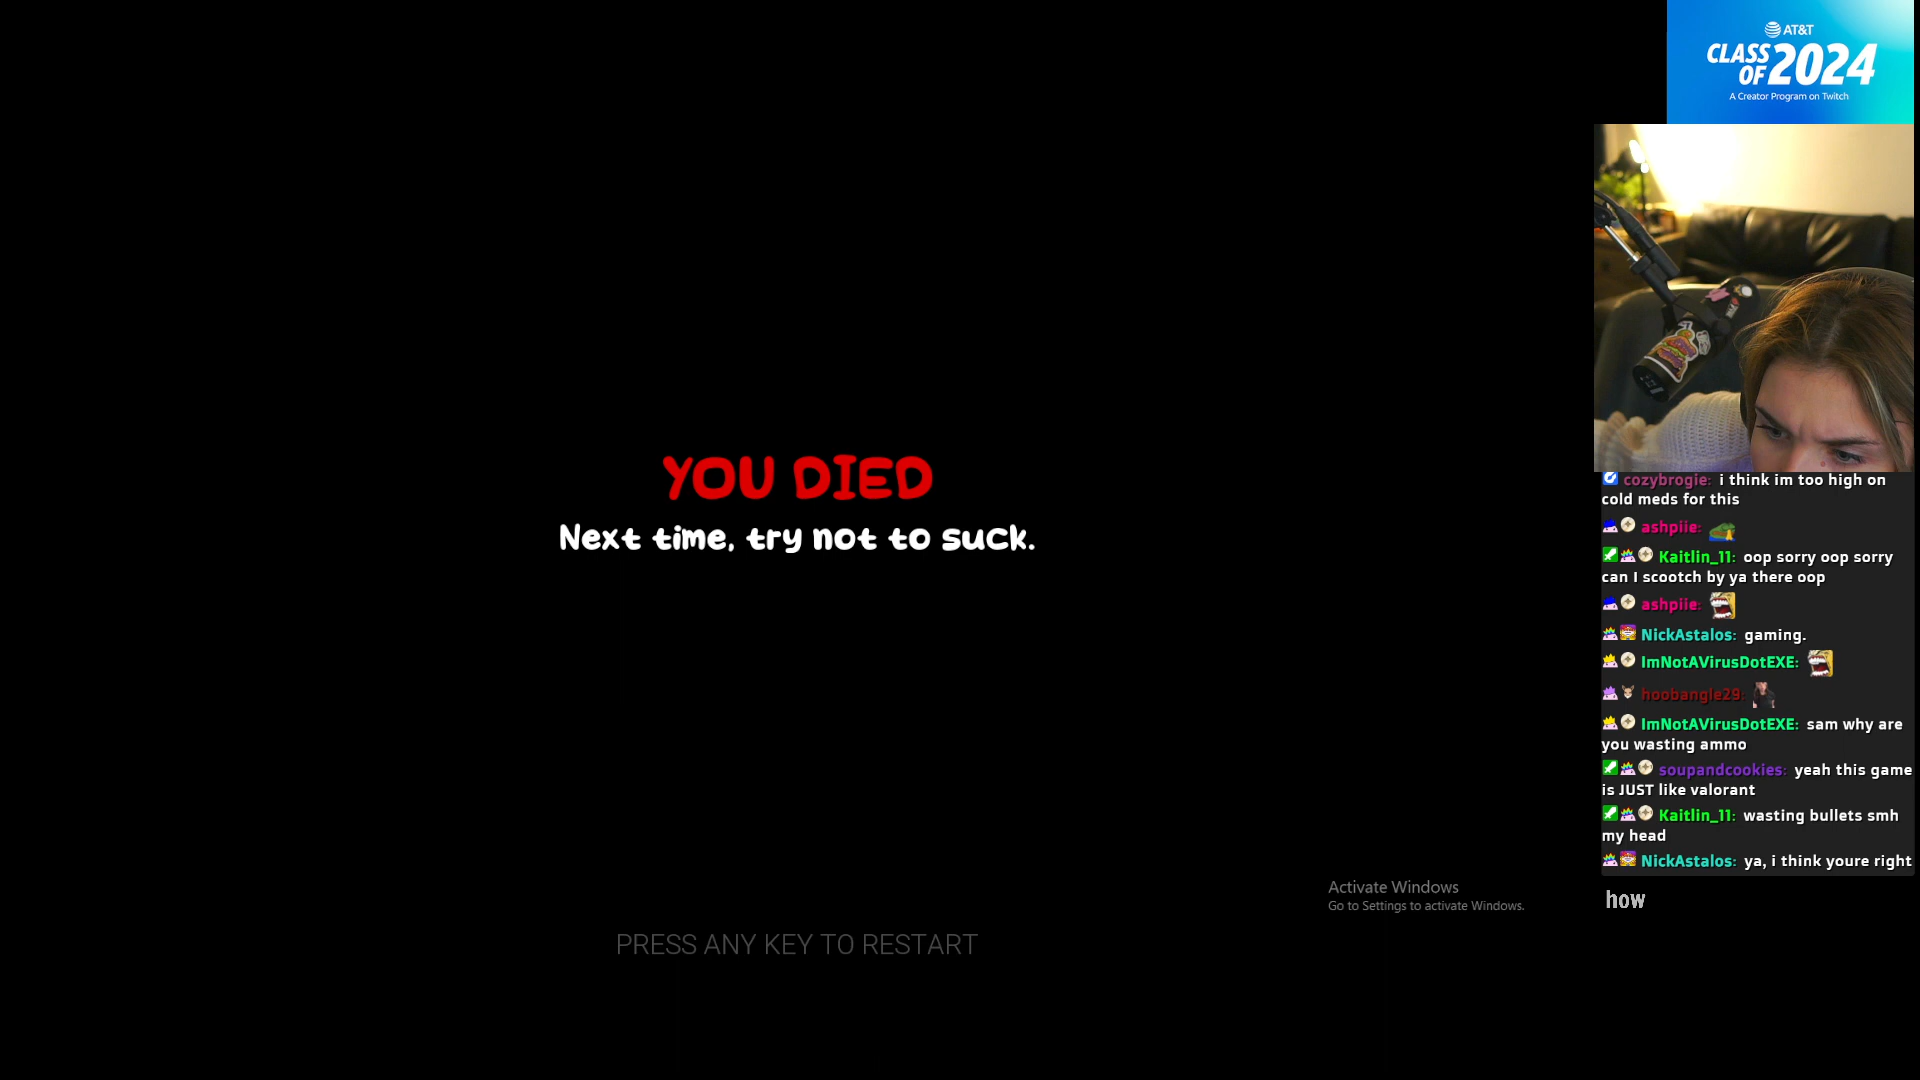 AT&T
CLASS
OF 2024
A Creator Program on Twitch
YOU DIED
Next time, try not to suck.
cozybrogie: i think im too high on
cold meds for this
ashpiie:
Kaitlin_11: oop sorry oop sorry
can I scootch by ya there oop
ashpiie:
NickAstalos: gaming.
ImNotAVirusDotEXE:
hoobangle29:
ImNotAVirusDotEXE: sam why are
you wasting ammo
soupandcookies: yeah this game
is JUST like valorant
Kaitlin_11: wasting bullets smh
my head
NickAstalos: ya, i think youre right
how
Activate Windows
Go to Settings to activate Windows.
PRESS ANY KEY TO RESTART